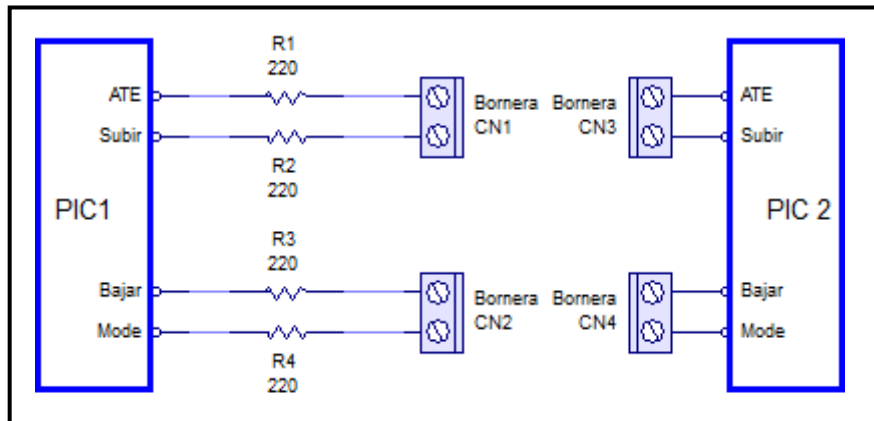 R1
220
ATE
Subir
R2
220
Bornera
CN1
Bornera
CN3
ATE
Subir
PIC1
PIC 2
R3
220
Bajar
Mode
R4
220
Bornera
CN2
Bornera
CN4
Bajar
Mode